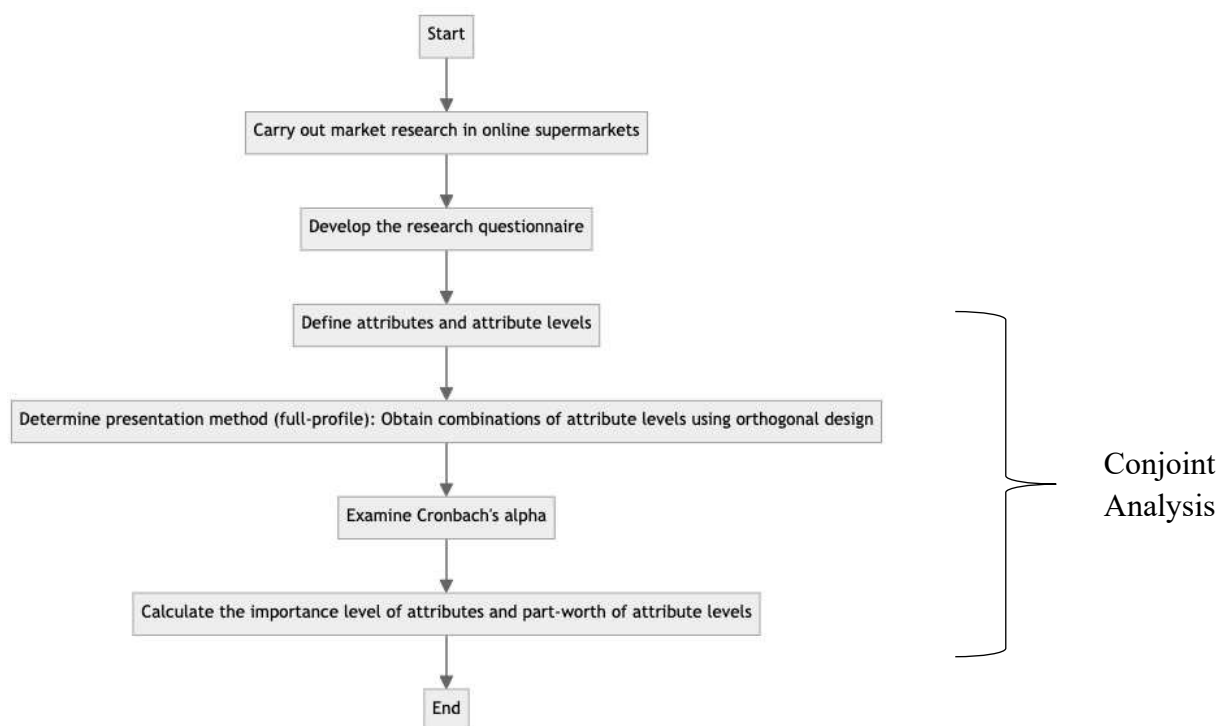 Start
Carry out market research in online supermarkets
Develop the research questionnaire
Define attributes and attribute levels
Determine presentation method (full-profile): Obtain combinations of attribute levels using orthogonal design
Examine Cronbach's alpha
Calculate the importance level of attributes and part-worth of attribute levels
End
Conjoint
Analysis